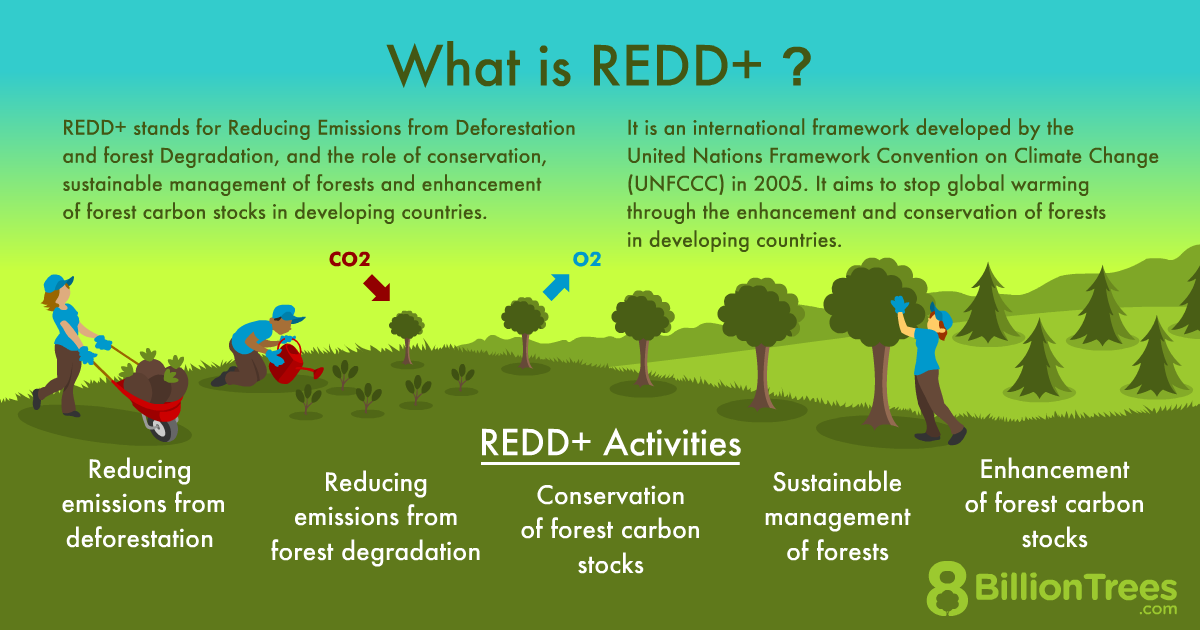 What is REDD+ ?
REDD+ stands for Reducing Emissions from Deforestation
and forest Degradation, and the role of conservation,
sustainable management of forests and enhancement
of forest carbon stocks in developing countries.
It is an international framework developed by the
United Nations Framework Convention on Climate Change
(UNFCCC) in 2005. It aims to stop global warming
through the enhancement and conservation of forests
in developing countries.
CO2
O2
REDD+ Activities
Reducing
emissions from
deforestation
Reducing
emissions from
forest degradation
Conservation
of forest carbon
stocks
Sustainable
management
of forests
Enhancement
of forest carbon
stocks
8 BillionTrees
.com